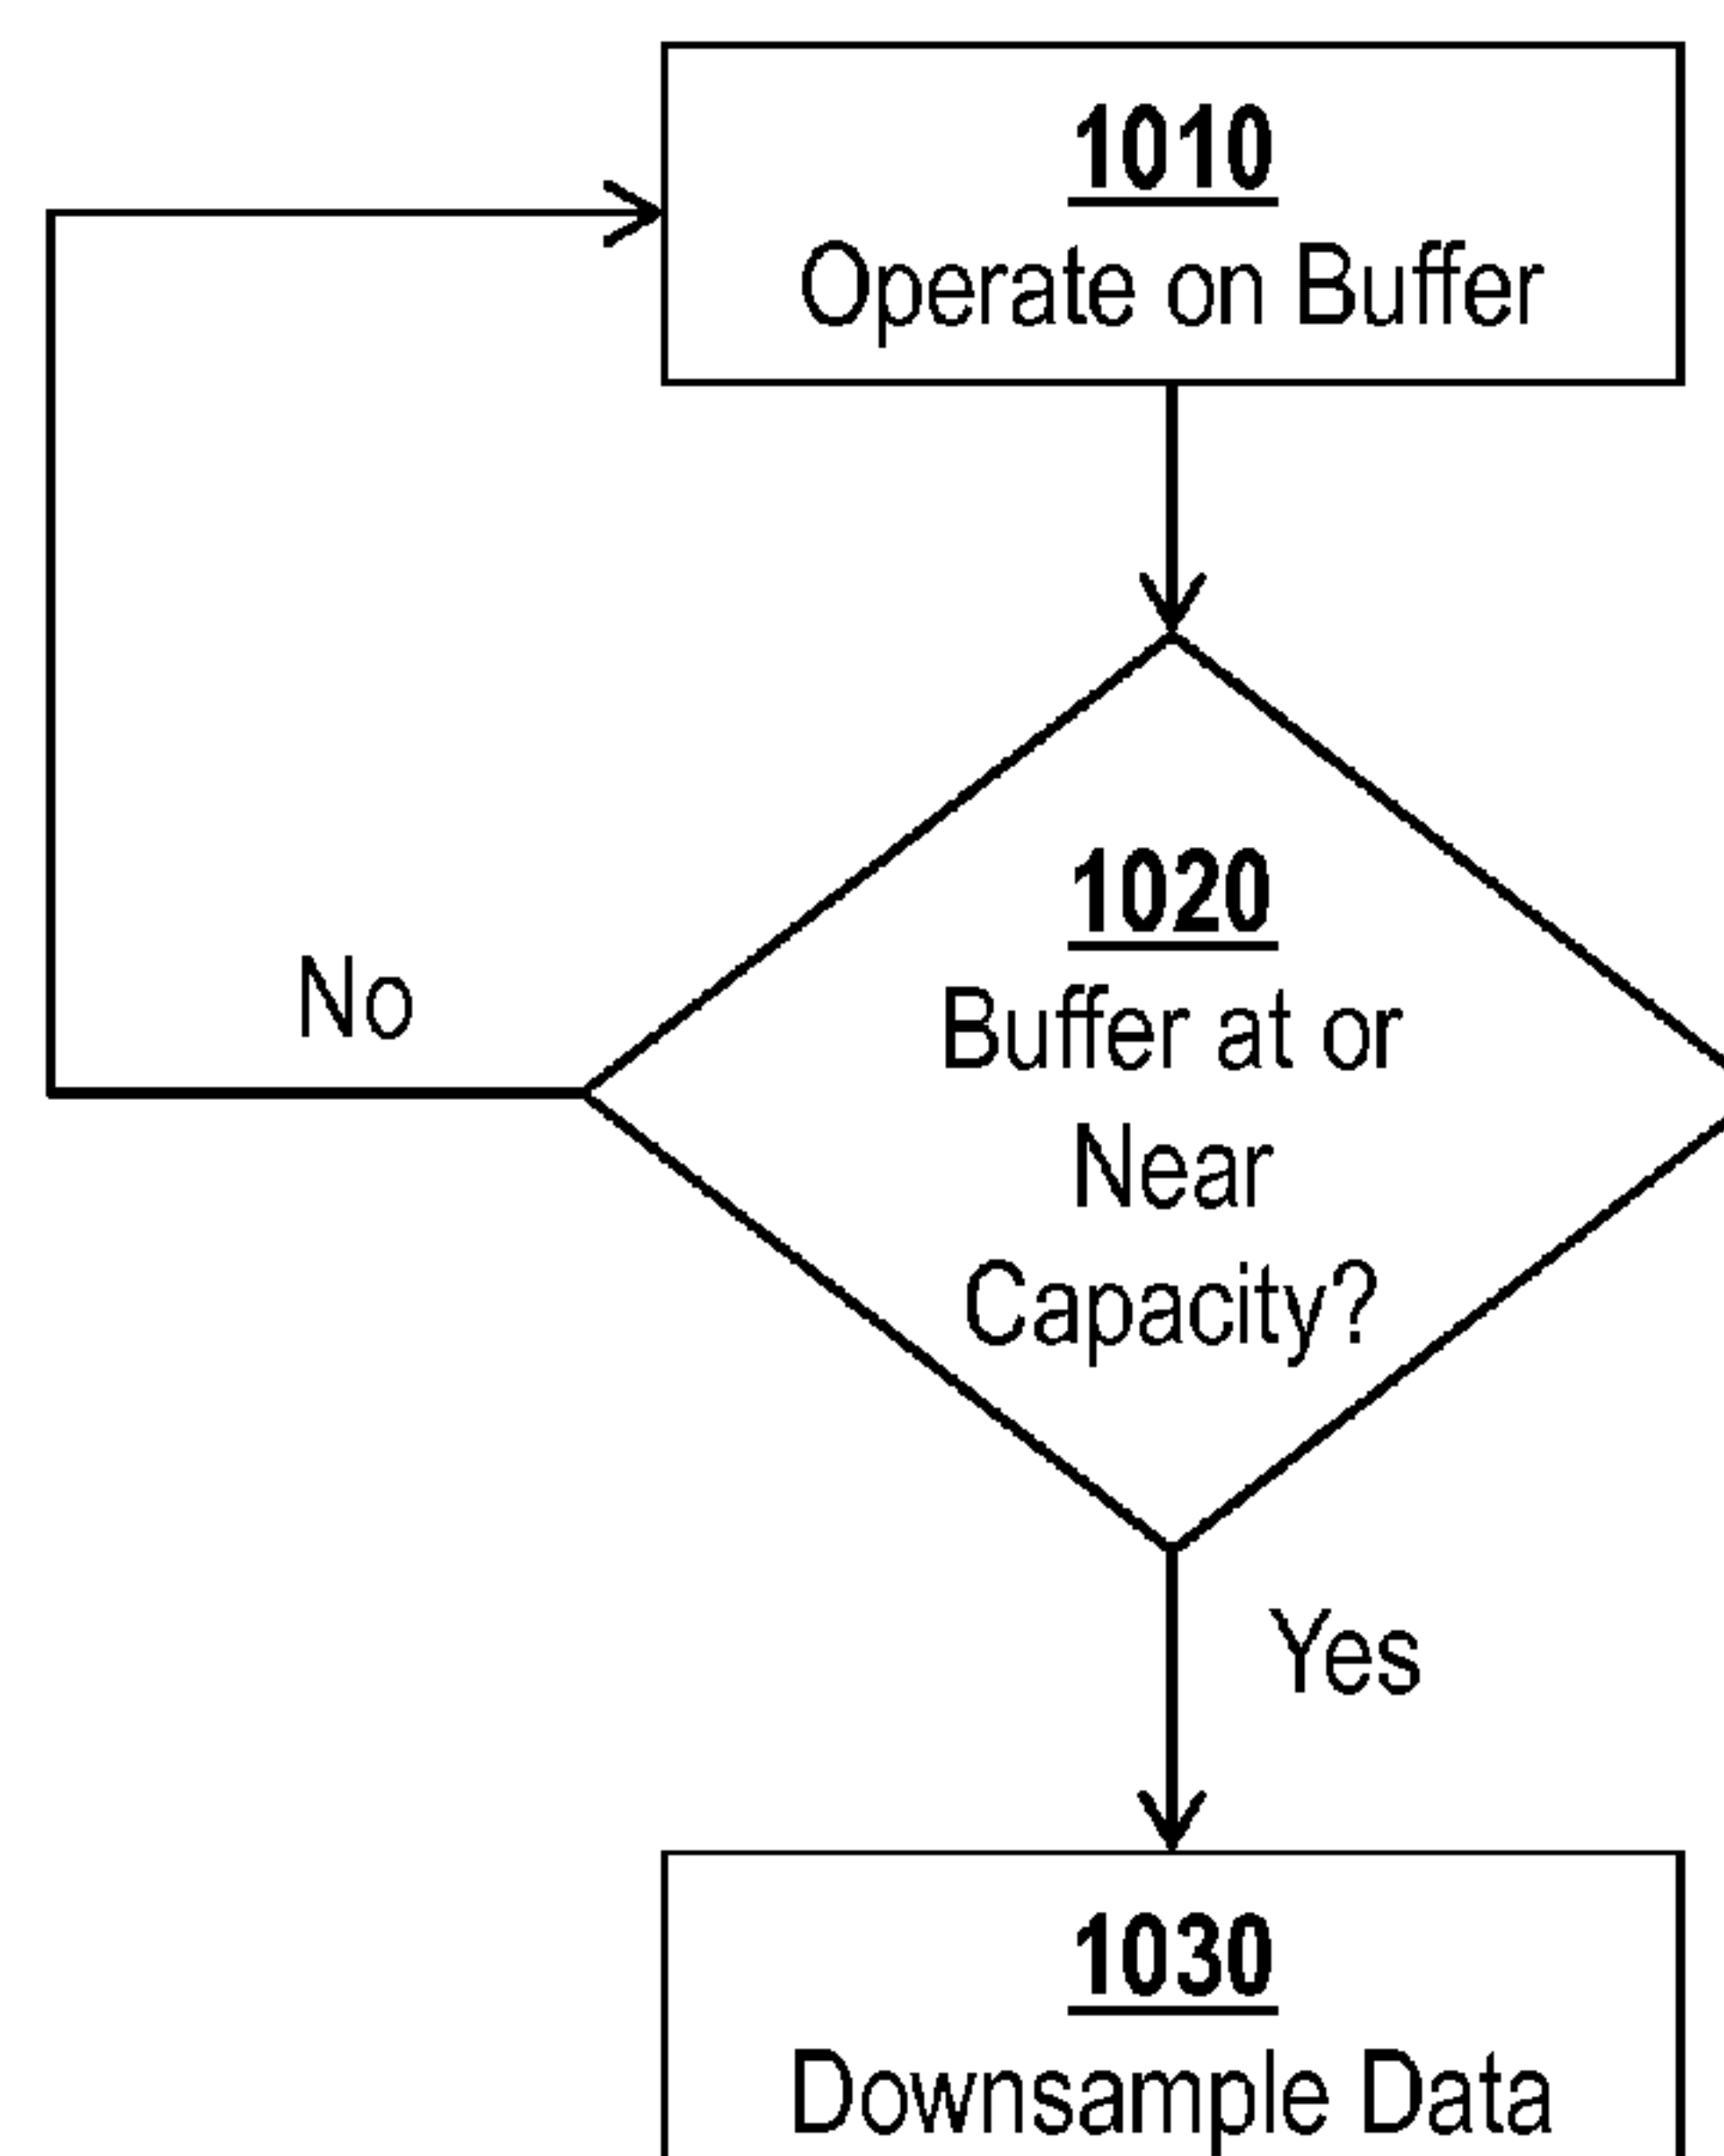 1010
Operate on Buffer
1020
Buffer at or
Near
Capacity?
No
Yes
1030
Downsample Data